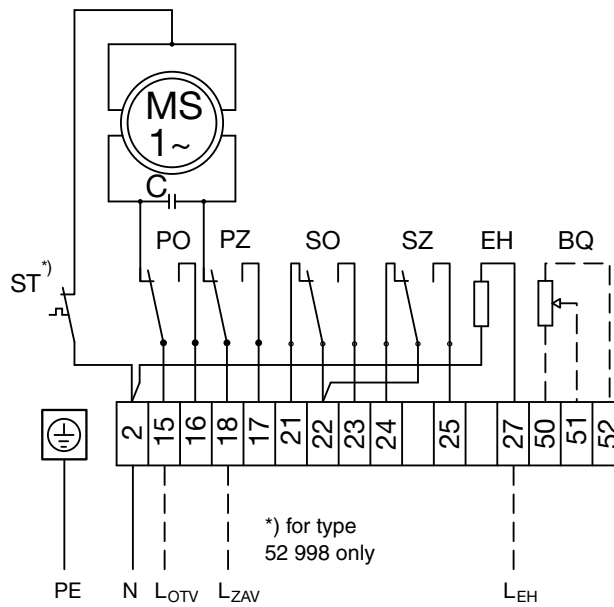 MS
1~
C
PO PZ SO SZ EH BQ
ST*)
2 15 16 18 17 21 22 23 24 25 27 50 51 52
*) for type
52 998 only
PE N LOTV LZAV LEH